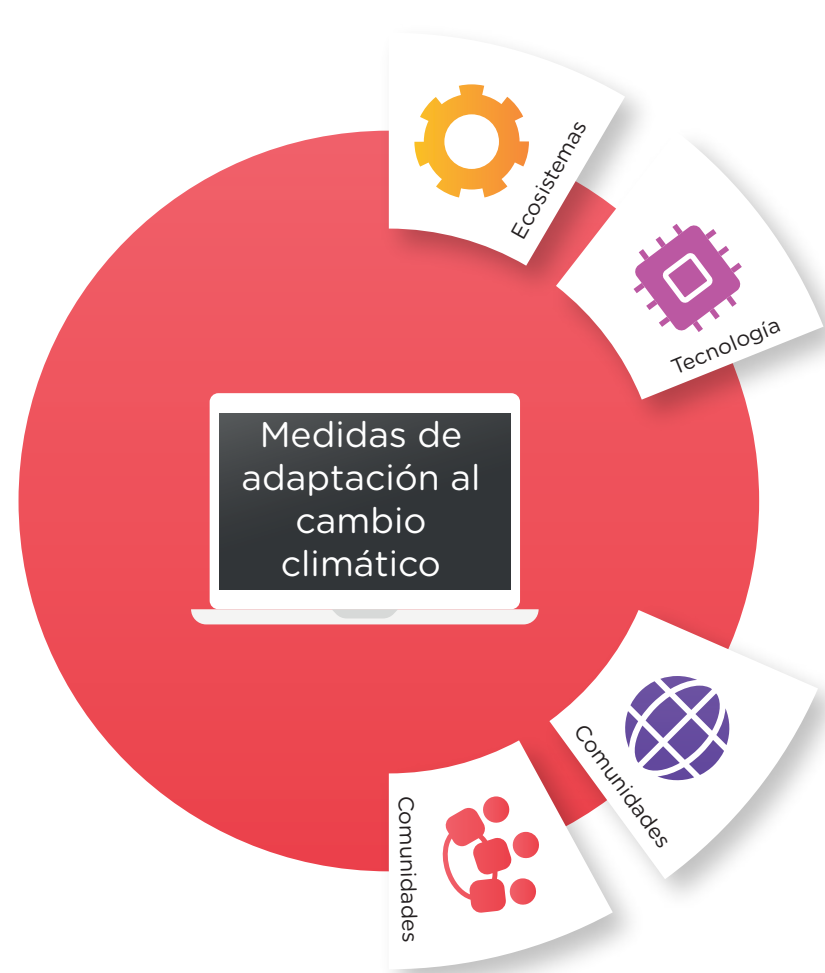 Ecosistemas
Tecnología
Medidas de
adaptación al
cambio
climático
Comunidades
Comunidades